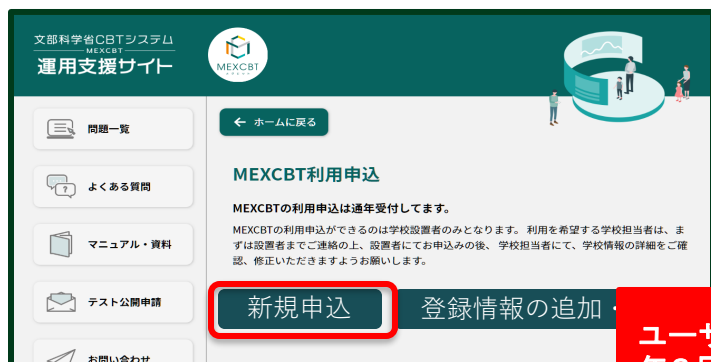 文部科学省CBTシステム
MEXCBT
運用支援サイト
MEXCBT
問題一覧
← ホームに戻る
よくある質問
MEXCBT利用申込
MEXCBTの利用申込は通年受付してます。
MEXCBTの利用申込ができるのは学校設置者のみとなります。 利用を希望する学校担当者は、ま
ずは設置者までご連絡の上、設置者にてお申込みの後、 学校担当者にて、学校情報の詳細をご確
認、修正いただきますようお願いします。
マニュアル・資料
テスト公開申請
新規申込
登録情報の追加・
お問い合わせ
ユーザ